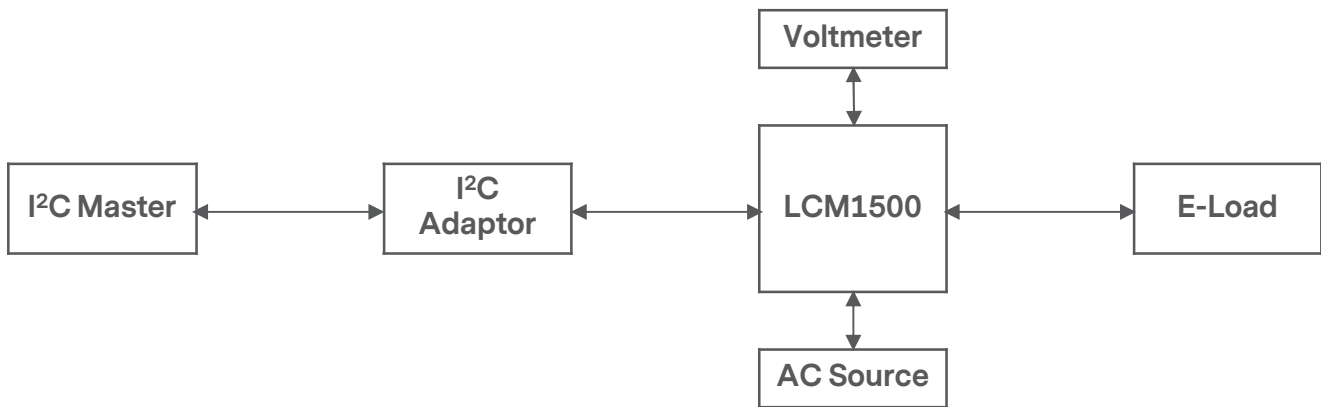 Voltmeter
I²C Master
I²C
Adaptor
LCM1500
E-Load
AC Source